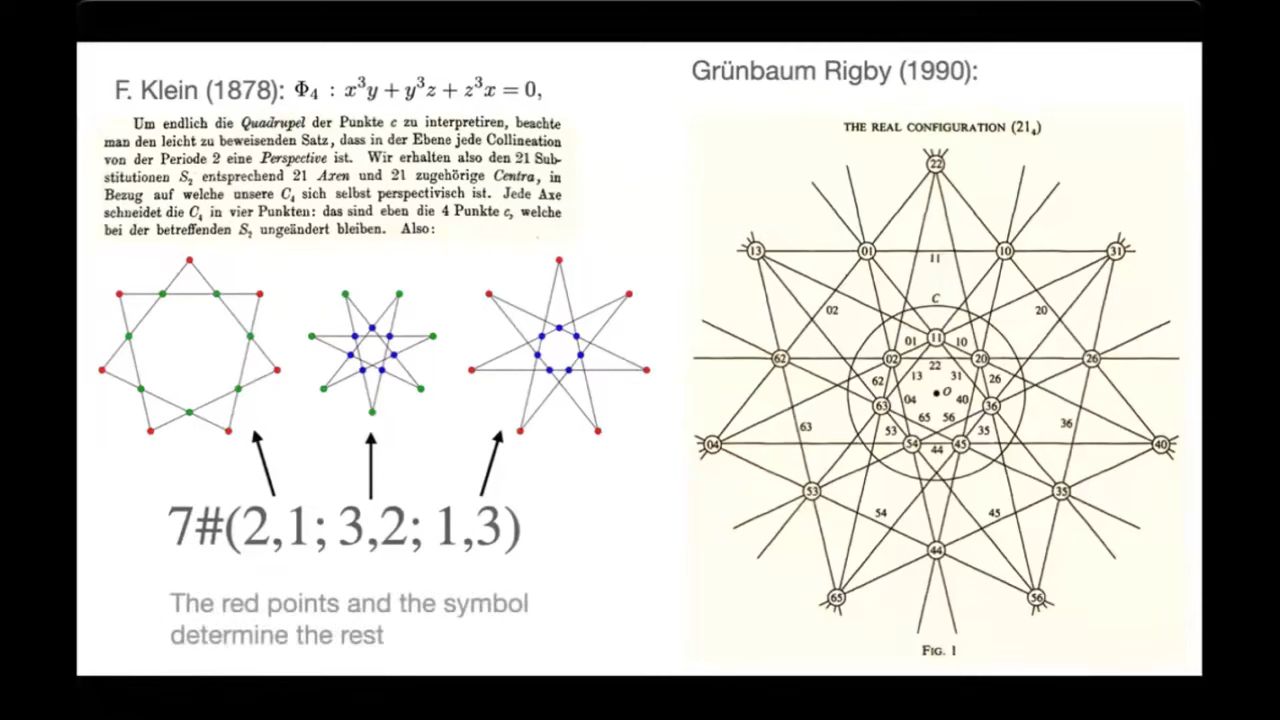 F. Klein (1878): Φ₄ : x³y + y³z + z³x = 0,
Um endlich die Quadrupel der Punkte c zu interpretiren, beachte
man den leicht zu beweisenden Satz, dass in der Ebene jede Collineation
von der Periode 2 eine Perspective ist. Wir erhalten also den 21 Sub-
stitutionen S₂ entsprechend 21 Axen und 21 zugehörige Centra, in
Bezug auf welche unsere C₄ sich selbst perspectivisch ist. Jede Axe
schneidet die C₄ in vier Punkten: das sind eben die 4 Punkte c, welche
bei der betreffenden S₂ ungeändert bleiben. Also:
7#(2,1; 3,2; 1,3)
The red points and the symbol
determine the rest
Grünbaum Rigby (1990):
THE REAL CONFIGURATION (21₄)
22
13 01 10 31
11
C
02 20
01 11 10
62 02 20 26
22
13 31
62 26
O
04 40
63 36
65 56
63 53 35 36
04 54 44 45 40
53 35
54 45
44
65 56
FIG. 1